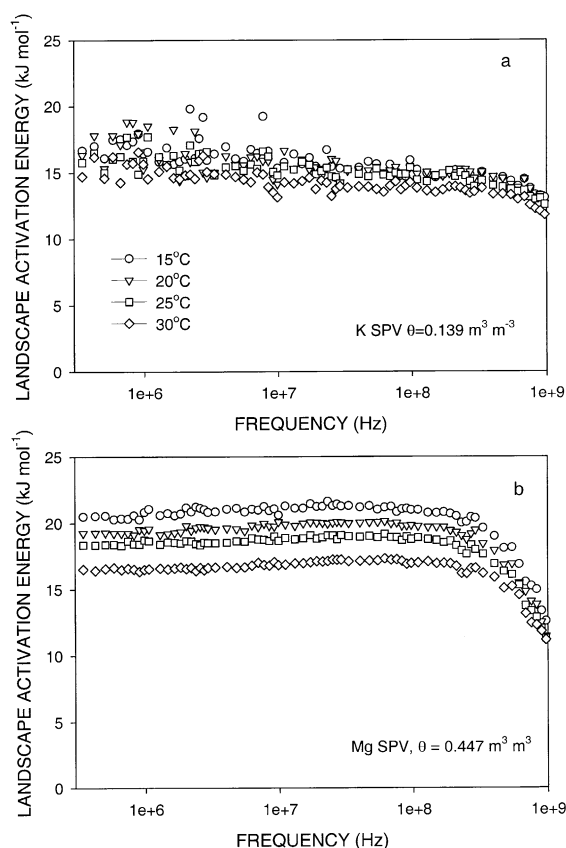 LANDSCAPE ACTIVATION ENERGY (kJ mol⁻¹)
25
20
15
10
5
0
a
15°C
20°C
25°C
30°C
K SPV θ=0.139 m³ m⁻³
1e+6 1e+7 1e+8 1e+9
FREQUENCY (Hz)
LANDSCAPE ACTIVATION ENERGY (kJ mol⁻¹)
25
20
15
10
5
0
b
Mg SPV, θ = 0.447 m³ m³
1e+6 1e+7 1e+8 1e+9
FREQUENCY (Hz)